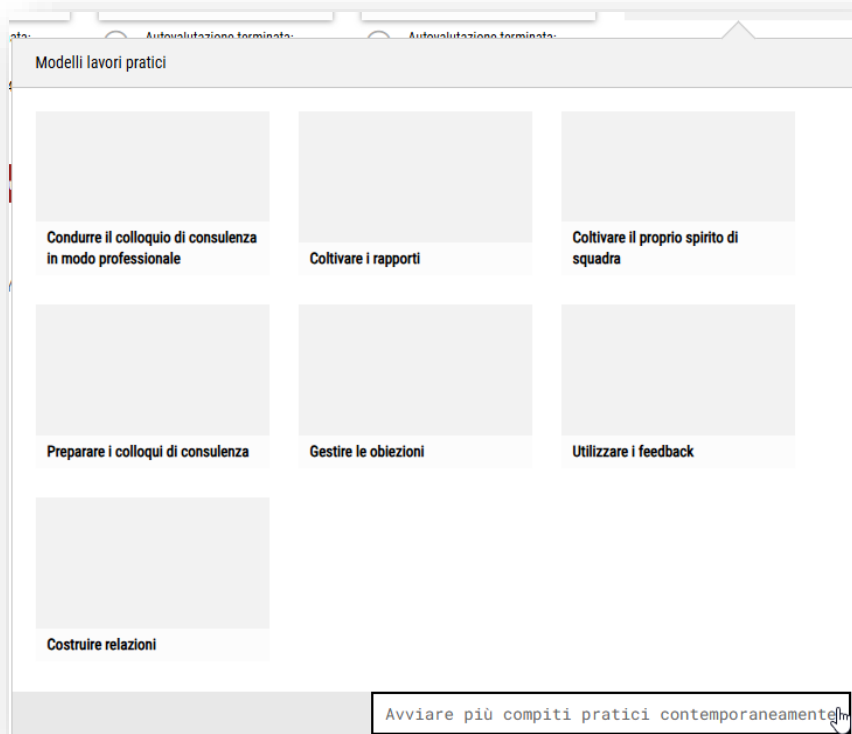 Autovalutazione terminata:
Autovalutazione terminata:
Modelli lavori pratici
Condurre il colloquio di consulenza
in modo professionale
Coltivare i rapporti
Coltivare il proprio spirito di
squadra
Preparare i colloqui di consulenza
Gestire le obiezioni
Utilizzare i feedback
Costruire relazioni
Avviare più compiti pratici contemporaneamente